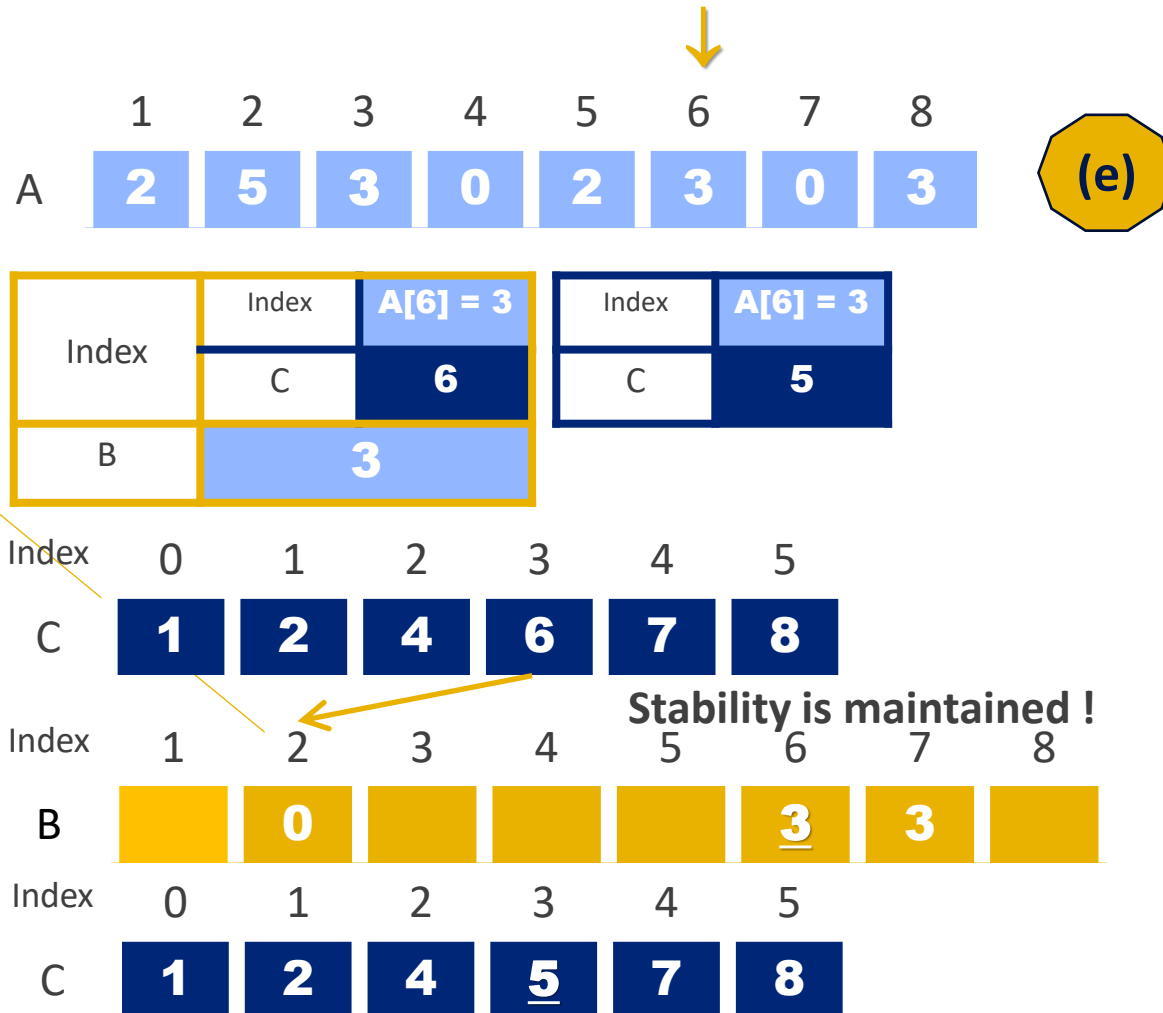 1 2 3 4 5 6 7 8
A 2 5 3 0 2 3 0 3
(e)
Index Index A[6] = 3
C 6
B 3
Index A[6] = 3
C 5
Index 0 1 2 3 4 5
C 1 2 4 6 7 8
Stability is maintained !
Index 1 2 3 4 5 6 7 8
B 0 3 3
Index 0 1 2 3 4 5
C 1 2 4 5 7 8